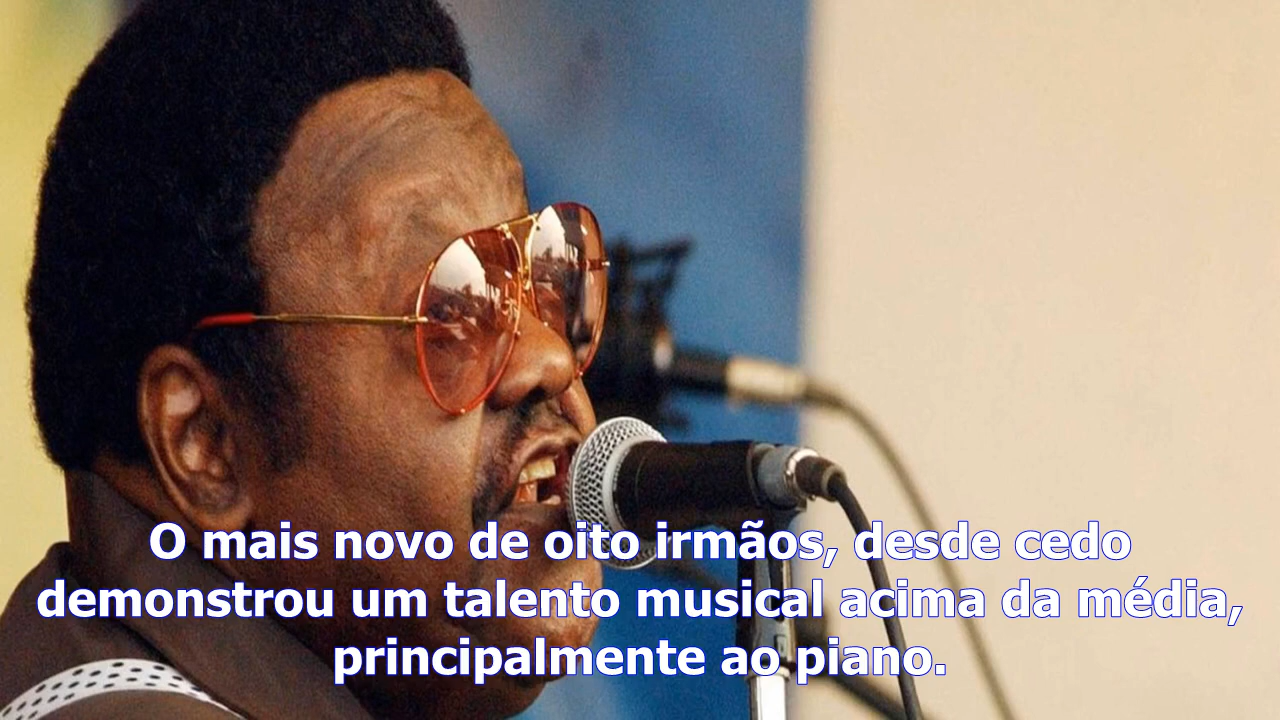 O mais novo de oito irmãos, desde cedo
demonstrou um talento musical acima da média,
principalmente ao piano.